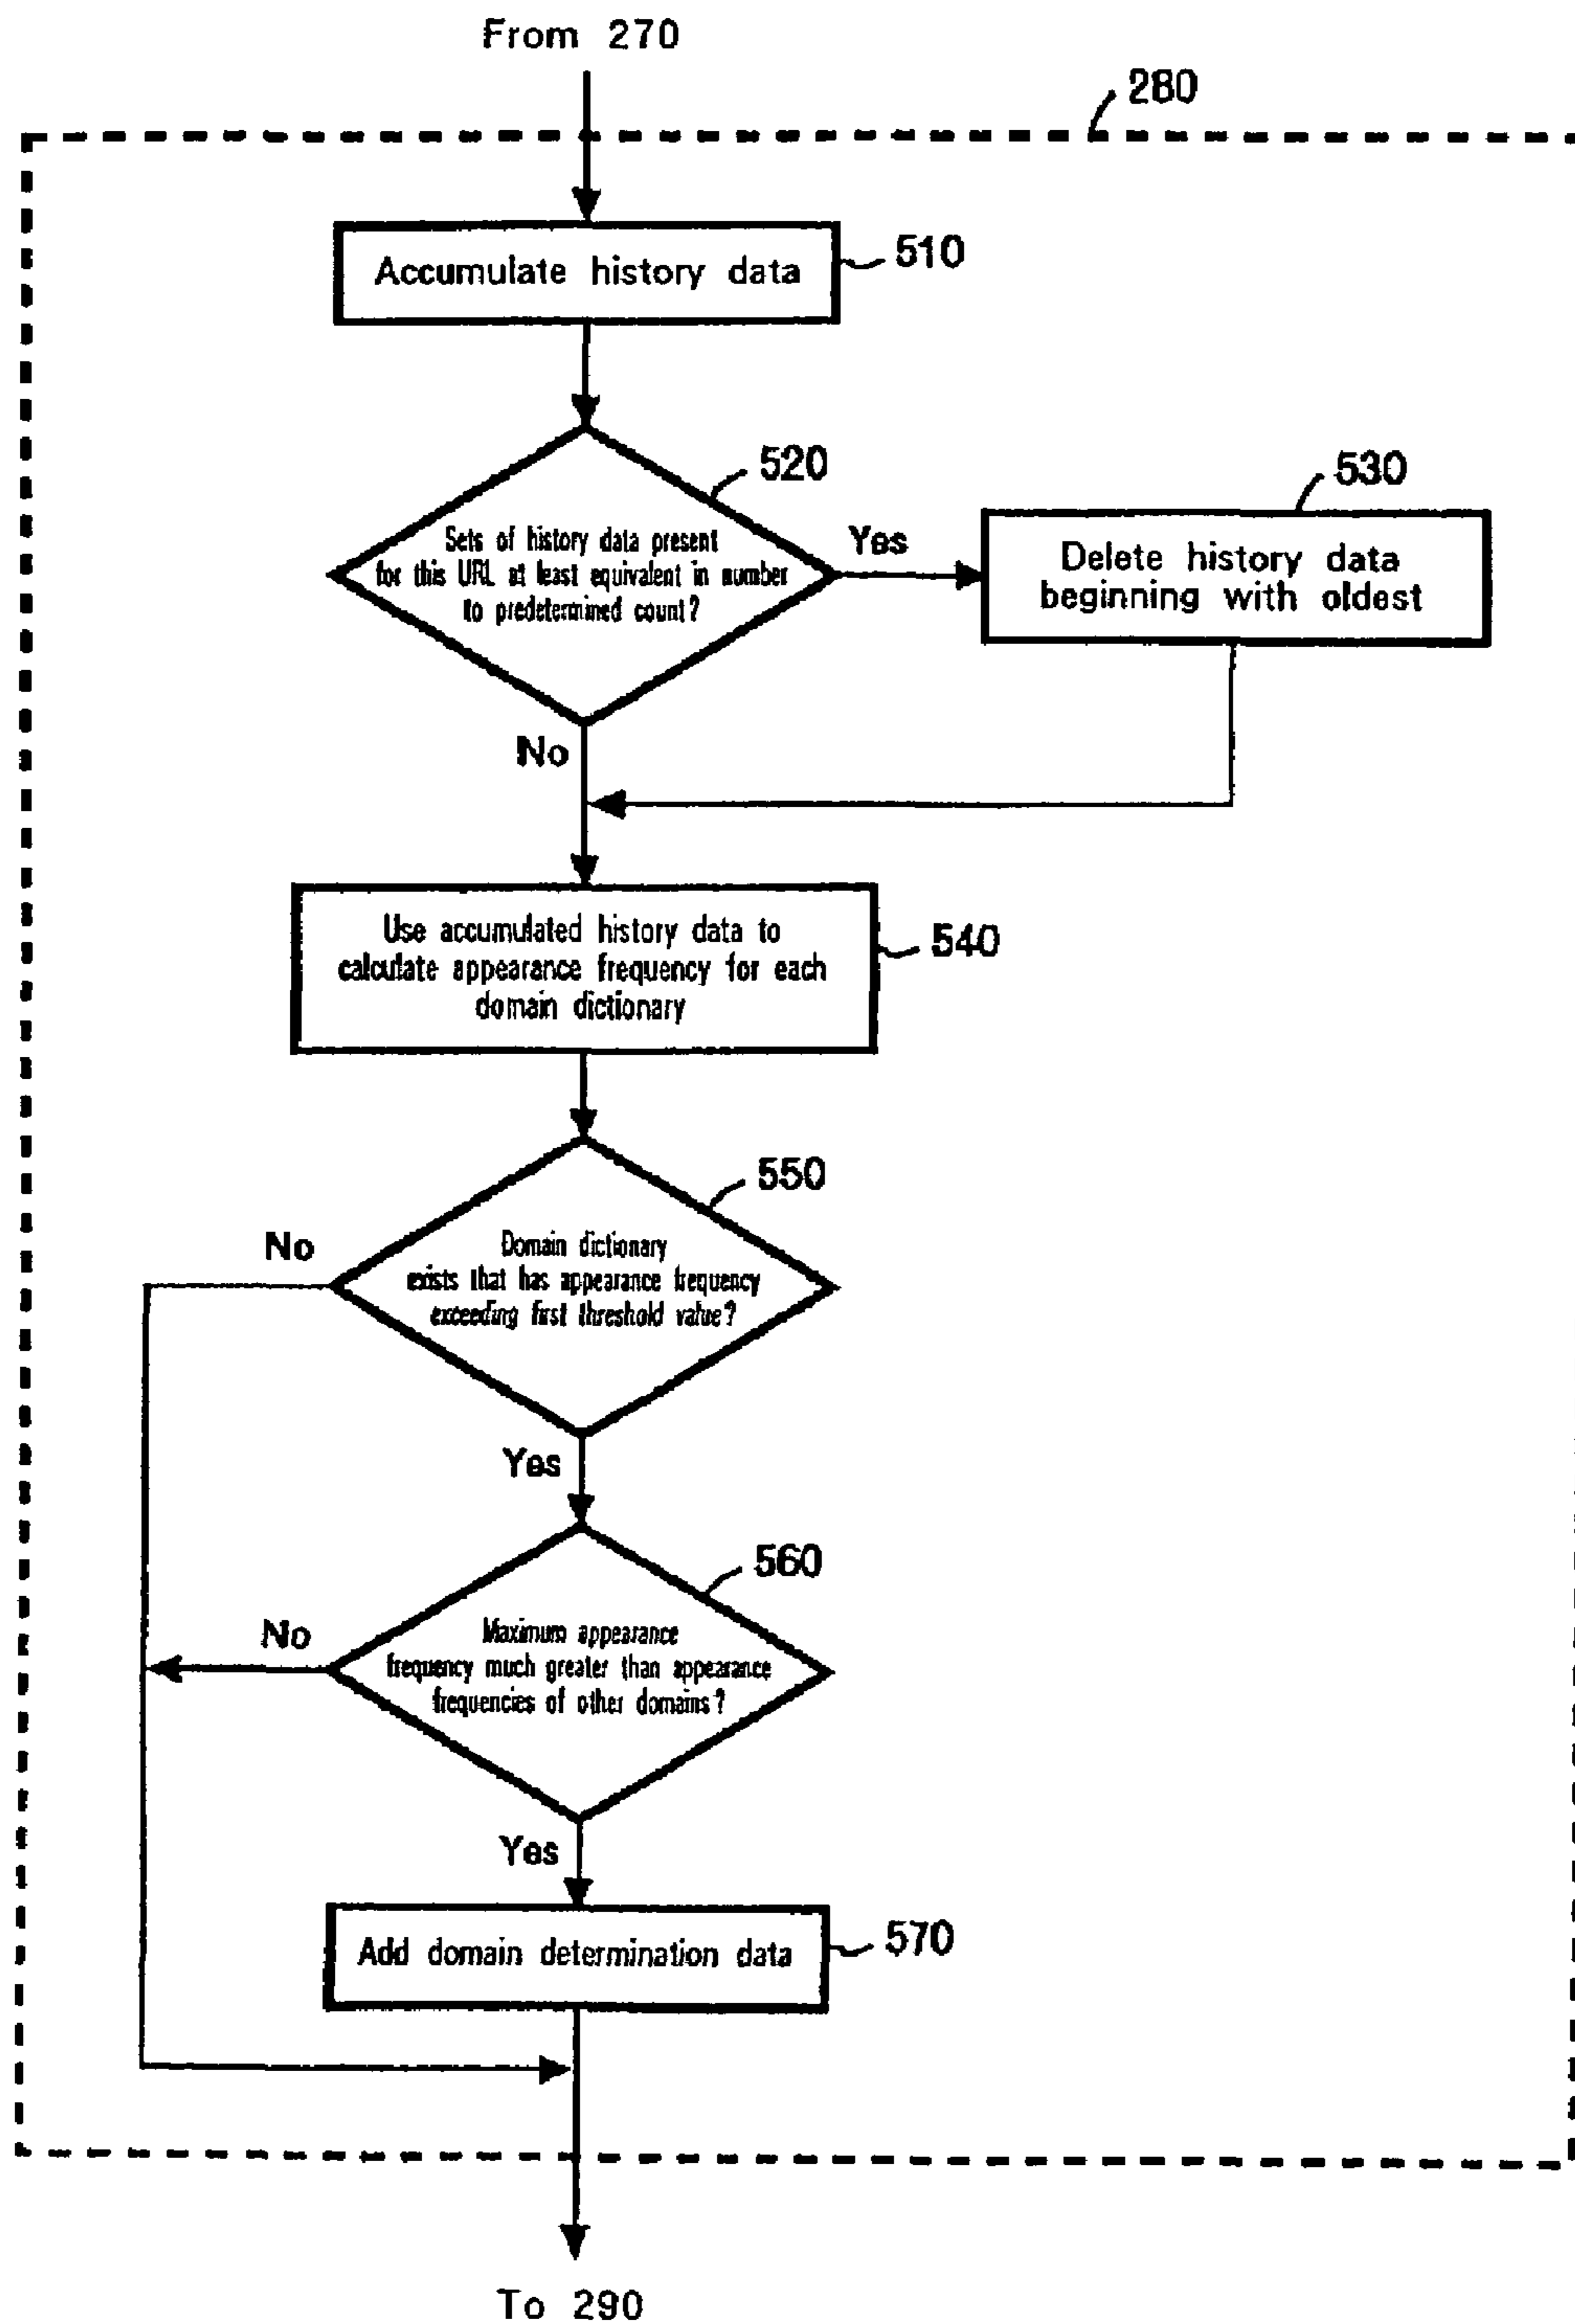 From 270
280
Accumulate history data
510
520
530
Sets of history data present
for this URL at least equivalent in number
to predetermined count?
Yes
Delete history data
beginning with oldest
No
Use accumulated history data to
calculate appearance frequency for each
domain dictionary
540
550
No
Domain dictionary
exists that has appearance frequency
exceeding first threshold value?
Yes
560
No
Maximum appearance
frequency much greater than appearance
frequencies of other domains?
Yes
Add domain determination data
570
To 290